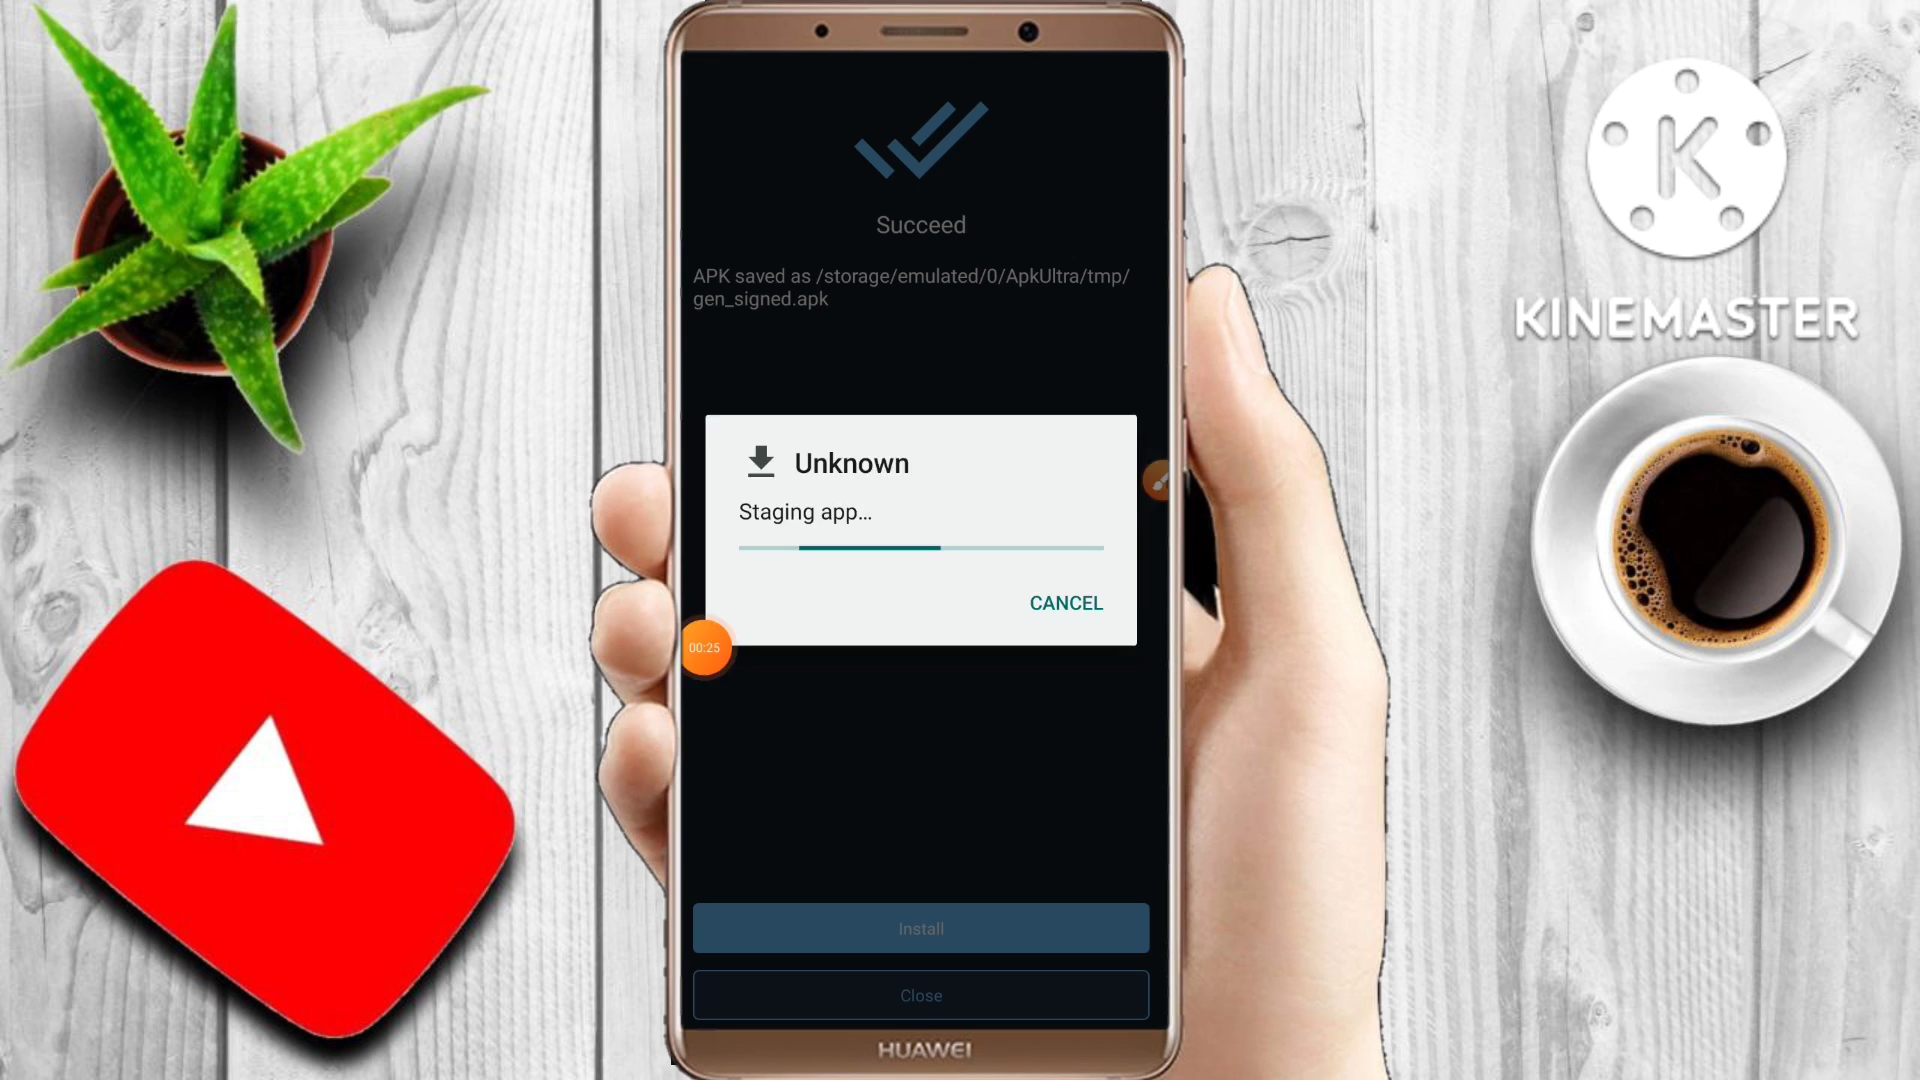 Succeed
APK saved as /storage/emulated/0/ApkUltra/tmp/
gen_signed.apk
Unknown
Staging app...
CANCEL
00:25
Install
Close
HUAWEI
K
KINEMASTER